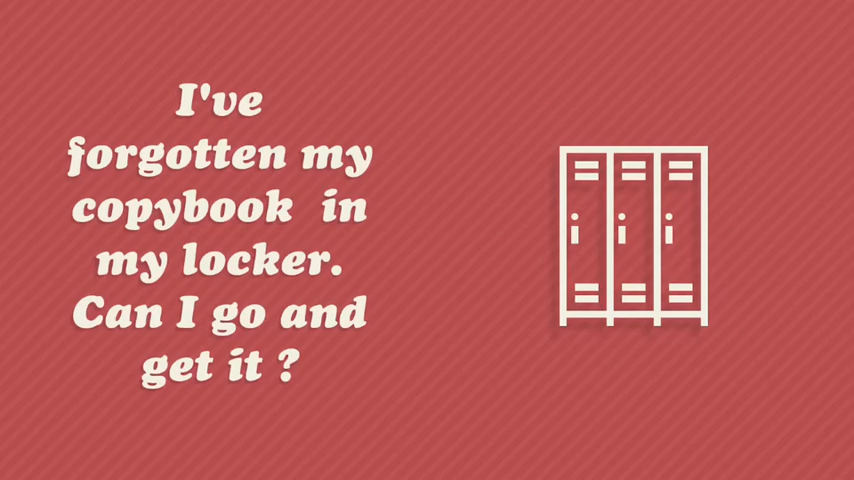 I've
forgotten my
copybook  in
my locker.
Can I go and
get it ?